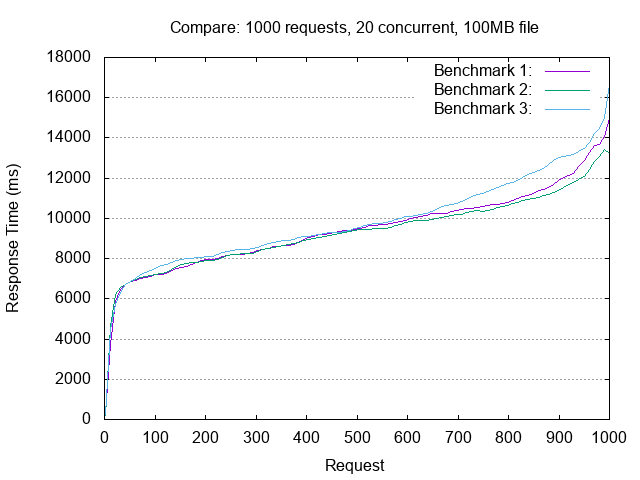 Compare: 1000 requests, 20 concurrent, 100MB file
18000
16000
14000
12000
10000
8000
6000
4000
2000
0
Response Time (ms)
Benchmark 1:
Benchmark 2:
Benchmark 3:
0 100 200 300 400 500 600 700 800 900 1000
Request